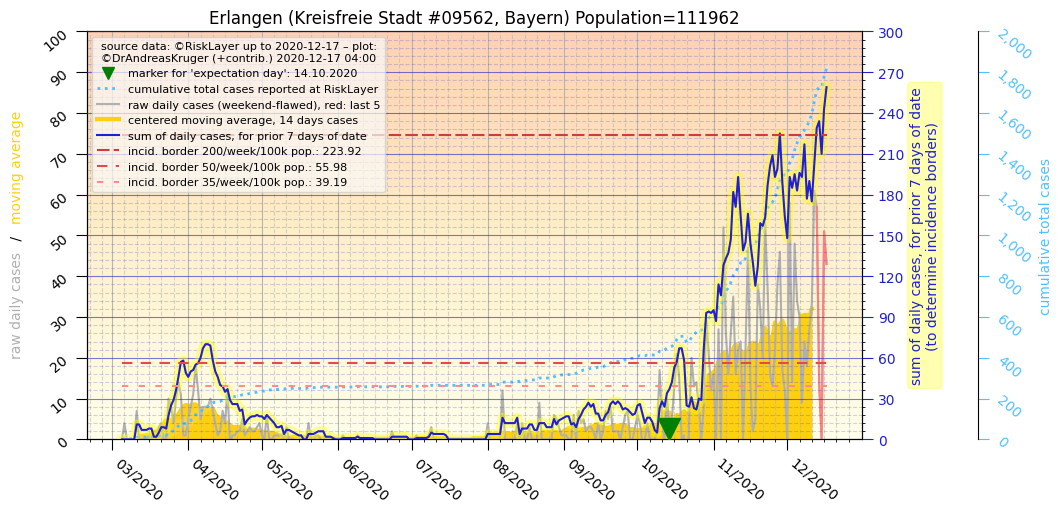 Erlangen (Kreisfreie Stadt #09562, Bayern) Population=111962
source data: ©RiskLayer up to 2020-12-17 – plot:
©DrAndreasKruger (+contrib.) 2020-12-17 04:00
marker for 'expectation day': 14.10.2020
cumulative total cases reported at RiskLayer
raw daily cases (weekend-flawed), red: last 5
centered moving average, 14 days cases
sum of daily cases, for prior 7 days of date
incid. border 200/week/100k pop.: 223.92
incid. border 50/week/100k pop.: 55.98
incid. border 35/week/100k pop.: 39.19
raw daily cases / moving average
100
90
80
70
60
50
40
30
20
10
0
03/2020
04/2020
05/2020
06/2020
07/2020
08/2020
09/2020
10/2020
11/2020
12/2020
300
270
240
210
180
150
120
90
60
30
0
sum of daily cases, for prior 7 days of date
(to determine incidence borders)
2,000
1,800
1,600
1,400
1,200
1,000
800
600
400
200
0
cumulative total cases